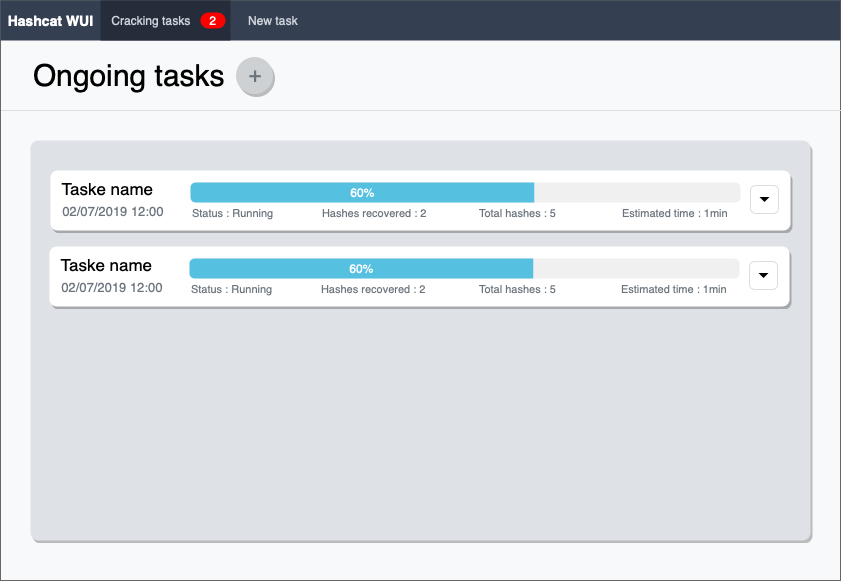 Hashcat WUI Cracking tasks 2 New task
Ongoing tasks +
Taske name
60%
02/07/2019 12:00
Status : Running Hashes recovered : 2 Total hashes : 5 Estimated time : 1min
Taske name
60%
02/07/2019 12:00
Status : Running Hashes recovered : 2 Total hashes : 5 Estimated time : 1min